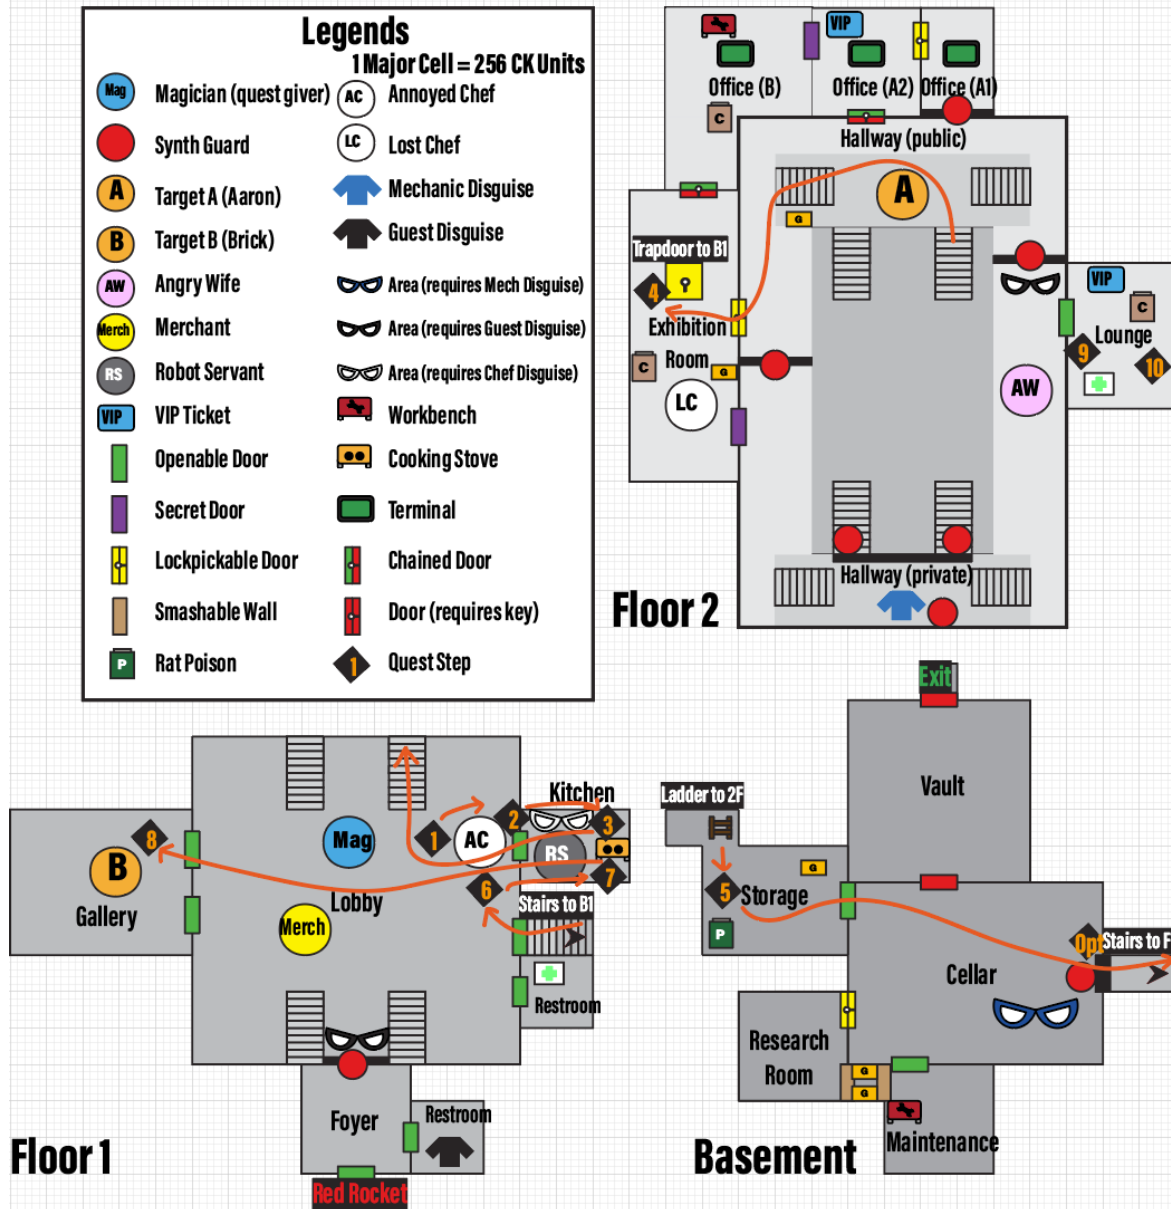 Legends
1 Major Cell = 256 CK Units
Mag
Magician (quest giver)
AC
Annoyed Chef
Synth Guard
LC
Lost Chef
A
Target A (Aaron)
Mechanic Disguise
B
Target B (Brick)
Guest Disguise
AW
Angry Wife
Area (requires Mech Disguise)
Merch
Merchant
Area (requires Guest Disguise)
RS
Robot Servant
Area (requires Chef Disguise)
VIP
VIP Ticket
Workbench
Openable Door
Cooking Stove
Secret Door
Terminal
Lockpickable Door
Chained Door
Smashable Wall
Door (requires key)
P
Rat Poison
1
Quest Step
VIP
Office (B)
Office (A2)
Office (A1)
C
Hallway (public)
A
G
Trapdoor to B1
4
VIP
C
Exhibition
Room
Lounge
9
10
C
G
LC
AW
Hallway (private)
Floor 2
Exit
Vault
Ladder to 2F
G
5
Storage
P
Opt
Stairs to F
Cellar
Research
Room
G
G
Maintenance
Basement
Kitchen
8
Mag
1
AC
2
3
RS
B
6
7
Gallery
Lobby
Stairs to B1
Merch
Restroom
Foyer
Restroom
Floor 1
Red Rocket